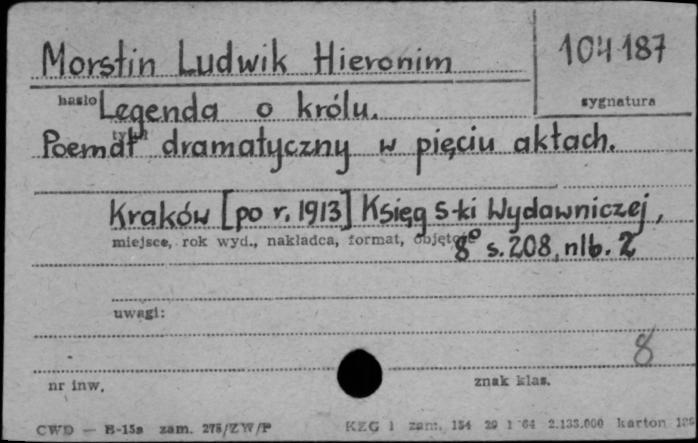 Morstin Ludwik Hieronim
104187
hasło
sygnatura
Legenda o królu.
tytuł
Poemat dramatyczny w pięciu aktach.
Kraków [po r. 1913] Księg S-ki Wydawniczej,
miejsce, rok wyd., nakładca, format, objętość
8° s. 208, nlb. 2
uwagi:
8
nr inw.
znak klas.
CWD — B-15a zam. 278/ZW/P
KZG 1 zam. 154 29 1 64 2.133.000 karton